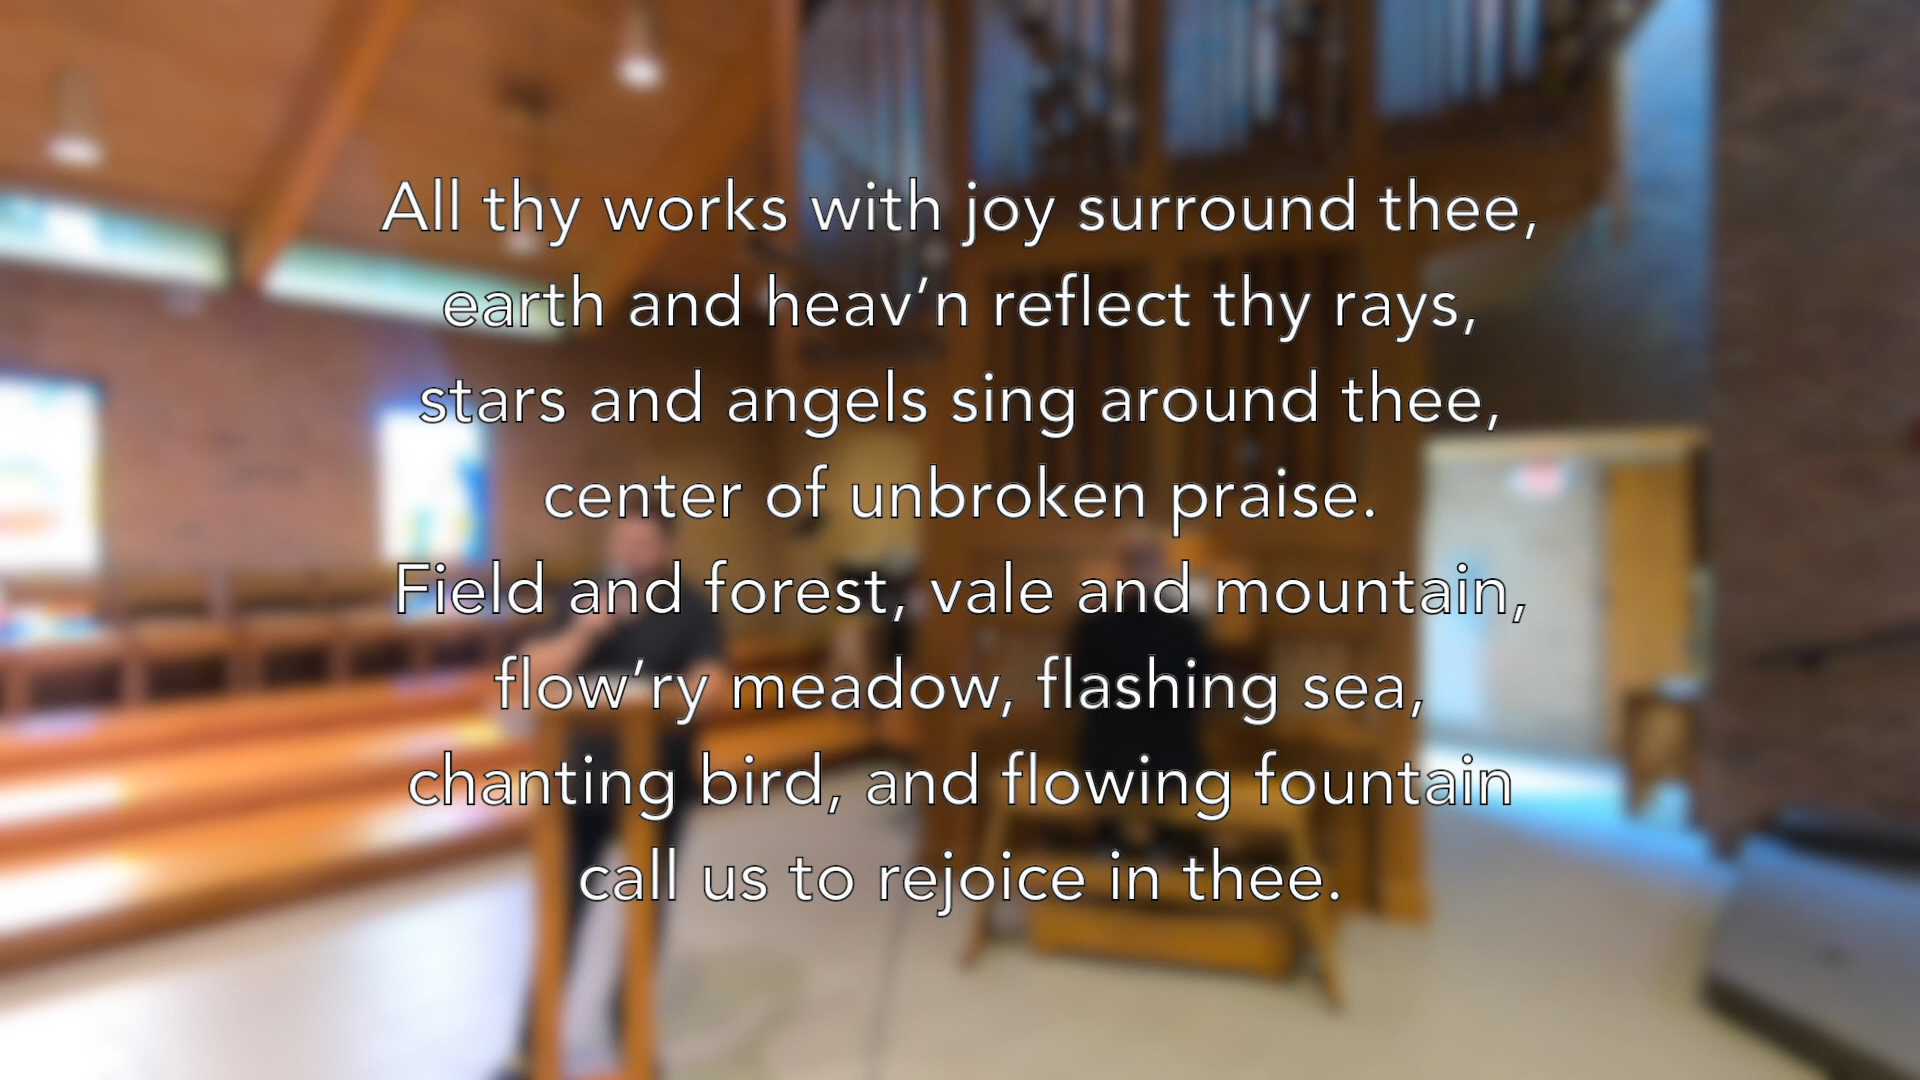 All thy works with joy surround thee,
earth and heav’n reflect thy rays,
stars and angels sing around thee,
center of unbroken praise.
Field and forest, vale and mountain,
flow’ry meadow, flashing sea,
chanting bird, and flowing fountain
call us to rejoice in thee.